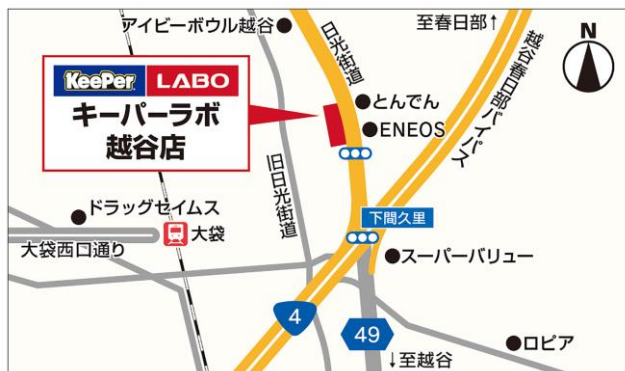 アイビーボウル越谷
日光街道
至春日部↑
越谷春日部バイパス
N
KeePer LABO
キーパーラボ
越谷店
とんでん
ENEOS
旧日光街道
ドラッグセイムス
大袋
大袋西口通り
下間久里
スーパーバリュー
4
49
ロピア
↓至越谷